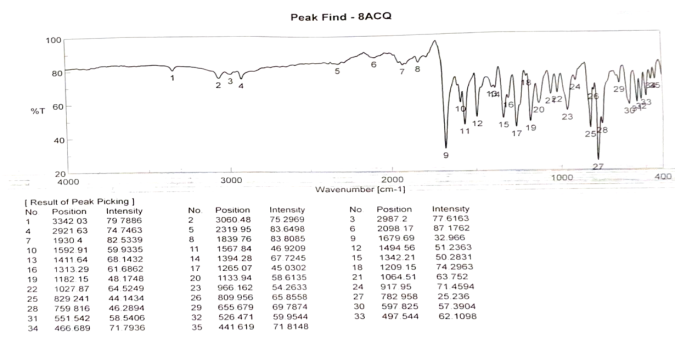 Peak Find - 8ACQ
100
80
%T 60
40
20
4000 3000 2000 1000 400
Wavenumber [cm-1]
1 2 3 4 5 6 7 8 9 10 11 12 15 16 17 18 19 20 23 24 25 26 27 28 29
[ Result of Peak Picking ]
No Position Intensity No Position Intensity No Position Intensity
1 3342 03 79 7886 2 3060 48 75 2969 3 2987 2 77 6163
4 2921 63 74 7463 5 2319 95 83 6498 6 2098 17 87 1762
7 1930 4 82 5339 8 1839 76 83 8085 9 1679 69 32 966
10 1592 91 59 9335 11 1567 84 46 9209 12 1494 56 51 2363
13 1411 64 68 1432 14 1394 28 67 7245 15 1342 21 50 2831
16 1313 29 61 6862 17 1265 07 45 0302 18 1209 15 74 2963
19 1182 15 48 1748 20 1133 94 58 6135 21 1064 51 63 752
22 1027 87 64 5249 23 966 162 54 2633 24 917 95 71 4594
25 829 241 44 1434 26 809 956 65 8558 27 782 958 25 236
28 759 816 46 2894 29 655 679 69 7874 30 597 825 57 3904
31 551 542 58 5406 32 526 471 59 9544 33 497 544 62 1098
34 466 689 71 7936 35 441 619 71 8148